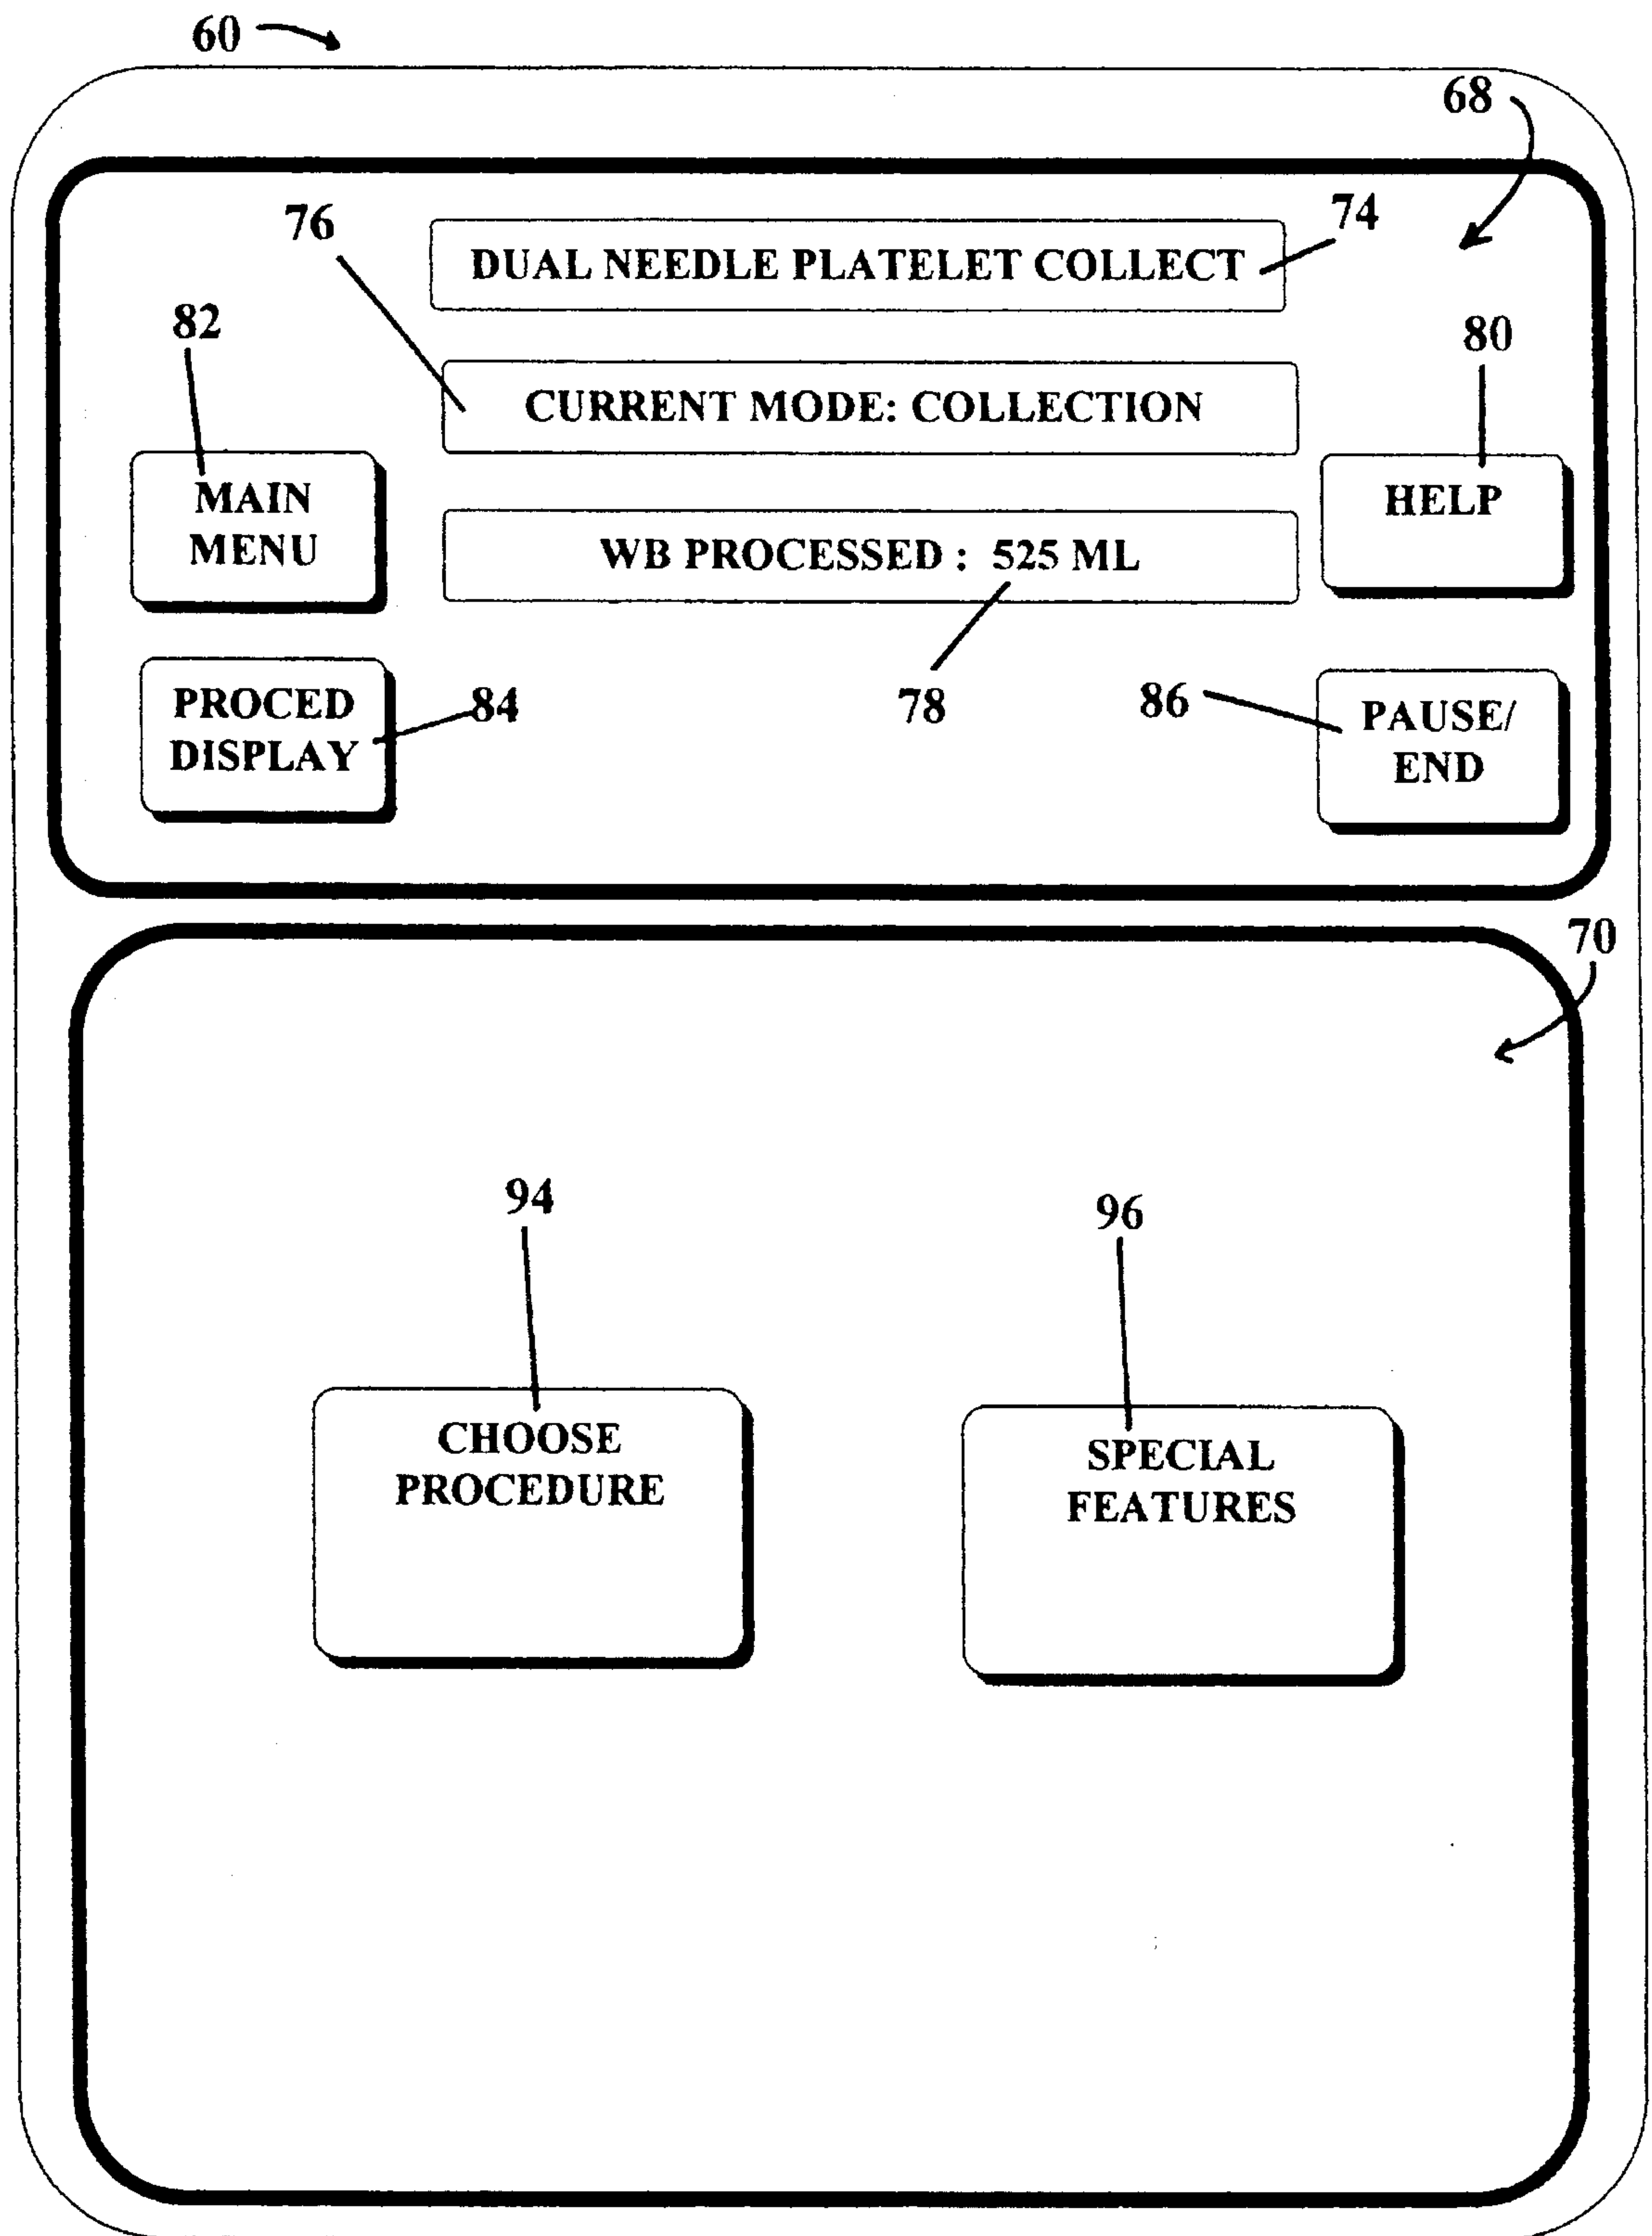 60
68
76
DUAL NEEDLE PLATELET COLLECT
74
82
80
CURRENT MODE: COLLECTION
MAIN
MENU
HELP
WB PROCESSED : 525 ML
PROCED
DISPLAY
84
78
86
PAUSE/
END
70
94
96
CHOOSE
PROCEDURE
SPECIAL
FEATURES